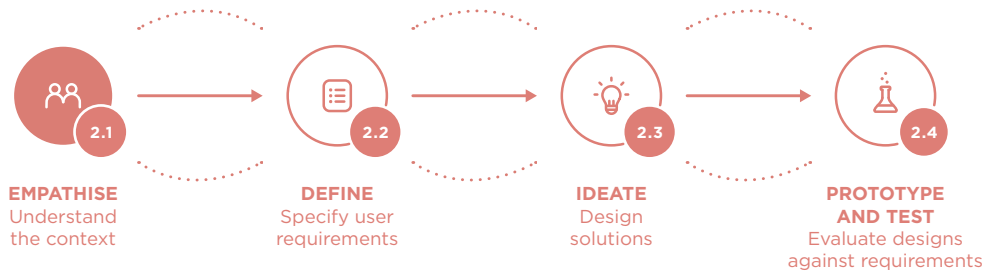 2.1
EMPATHISE
Understand
the context
2.2
DEFINE
Specify user
requirements
2.3
IDEATE
Design
solutions
2.4
PROTOTYPE
AND TEST
Evaluate designs
against requirements